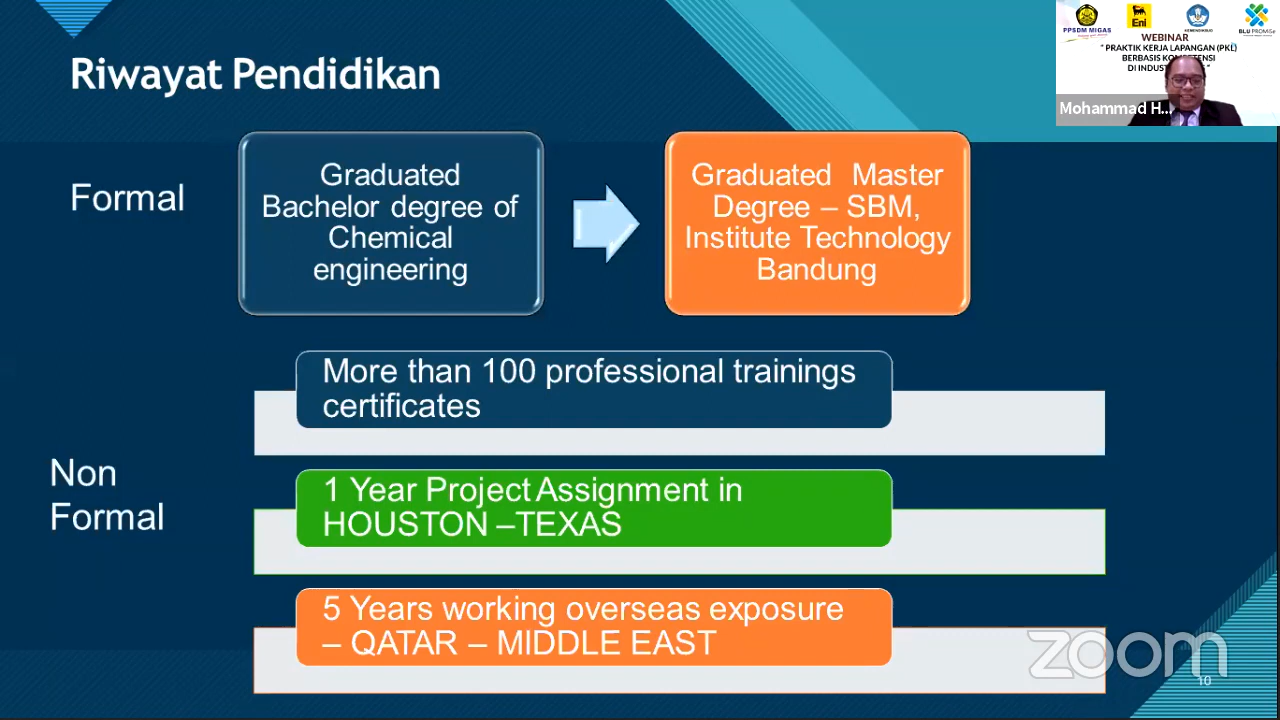 Riwayat Pendidikan
Formal
Graduated
Bachelor degree of
Chemical
engineering
Graduated Master
Degree – SBM,
Institute Technology
Bandung
Non
Formal
More than 100 professional trainings
certificates
1 Year Project Assignment in
HOUSTON –TEXAS
5 Years working overseas exposure
– QATAR – MIDDLE EAST
zoom
10
PPSDM MIGAS
Eni
BLU PROMISE
WEBINAR
" PRAKTIK KERJA LAPANGAN (PKL)
BERBASIS
DI
Mohammad H...